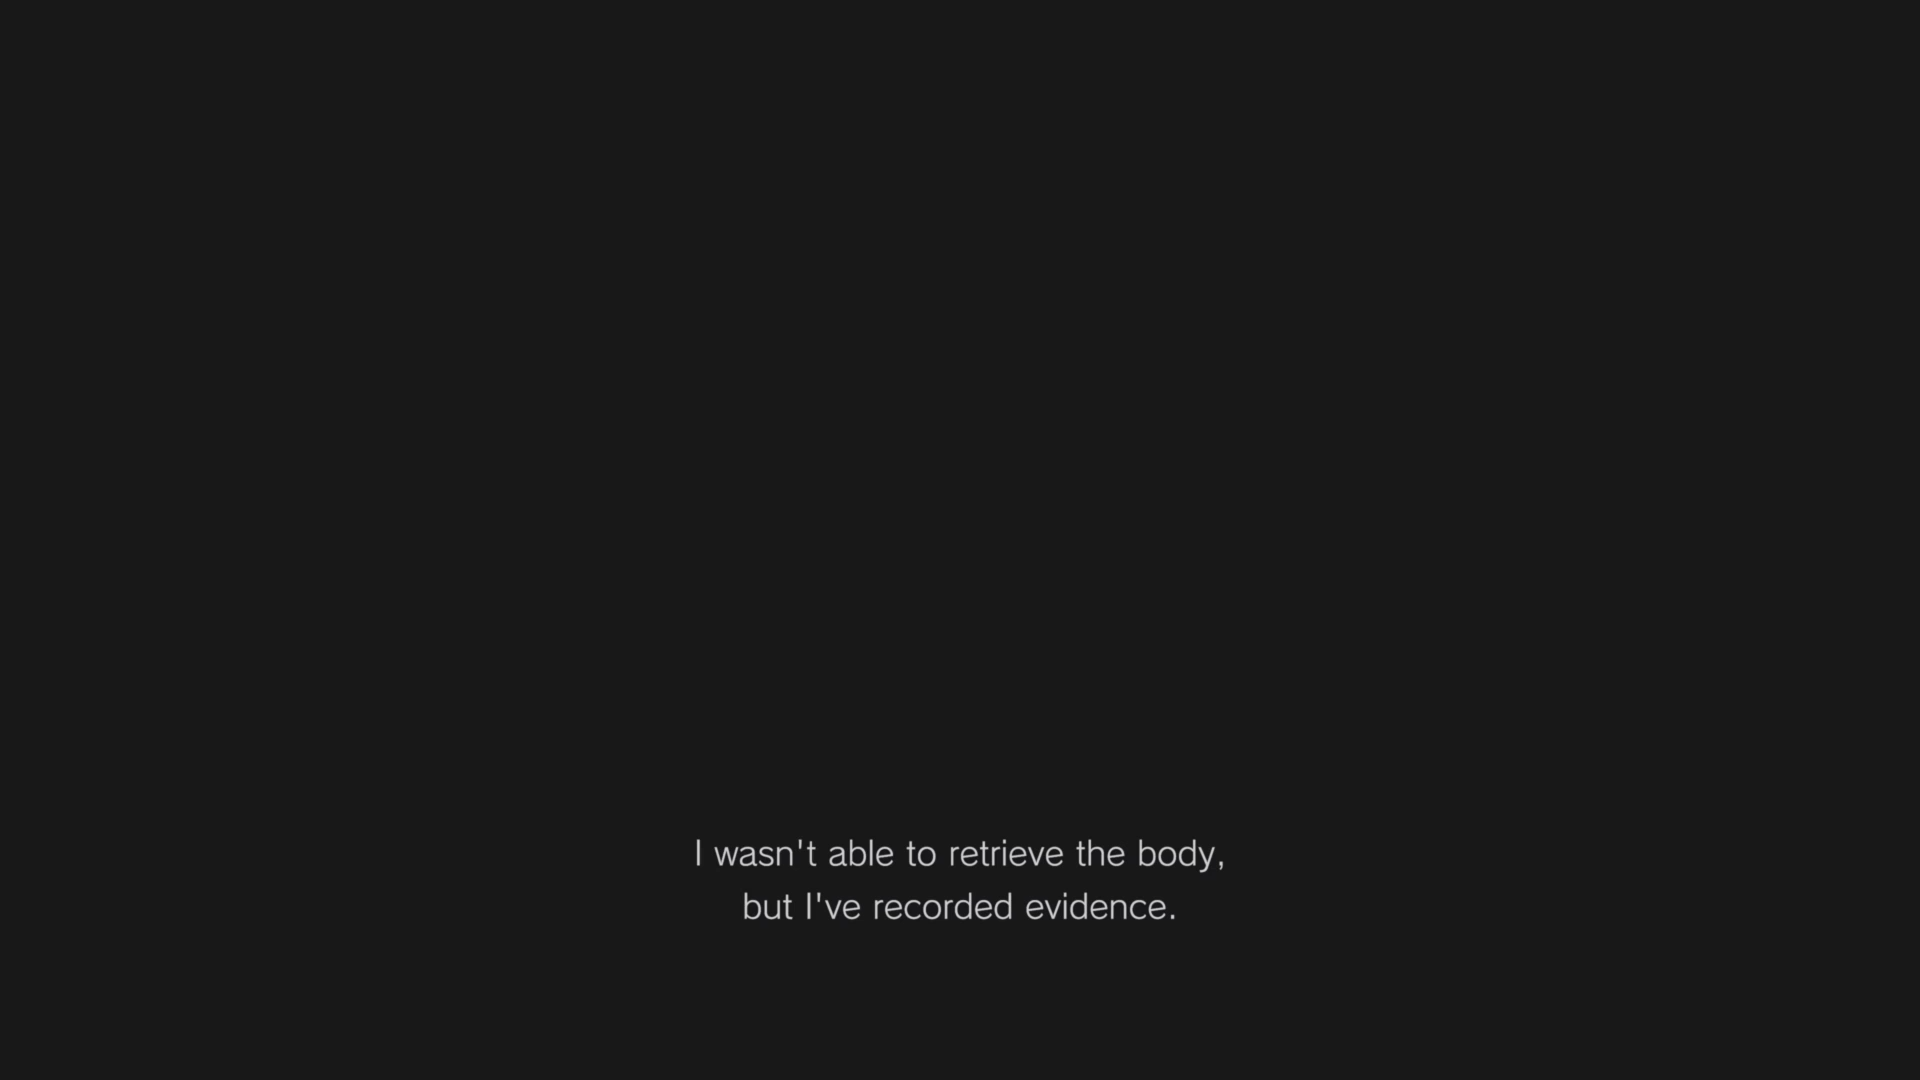 I wasn't able to retrieve the body,
but I've recorded evidence.